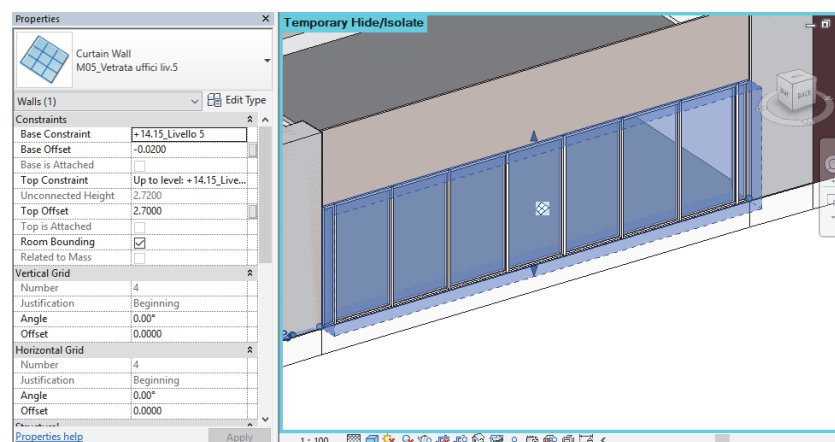 Properties
Curtain Wall
M05_Vetrata uffici liv.5
Walls (1)
Edit Type
Constraints
Base Constraint +14.15_Livello 5
Base Offset -0.0200
Base is Attached
Top Constraint Up to level: +14.15_Live...
Unconnected Height 2.7200
Top Offset 2.7000
Top is Attached
Room Bounding
Related to Mass
Vertical Grid
Number 4
Justification Beginning
Angle 0.00°
Offset 0.0000
Horizontal Grid
Number 4
Justification Beginning
Angle 0.00°
Offset 0.0000
Properties help
Apply
Temporary Hide/Isolate
BACK
1 : 100